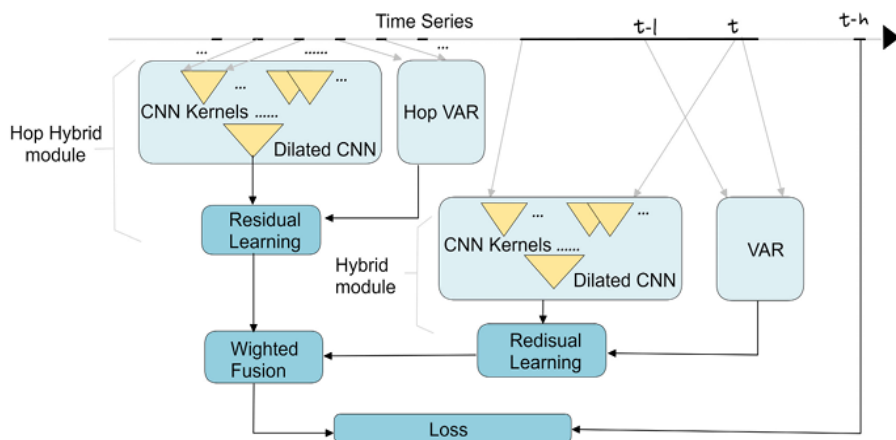 Time Series
t-l
t
t-h
...
......
...
...
...
CNN Kernels ......
Dilated CNN
Hop VAR
Hop Hybrid
module
Residual
Learning
...
...
CNN Kernels ......
Dilated CNN
VAR
Hybrid
module
Wighted
Fusion
Redisual
Learning
Loss